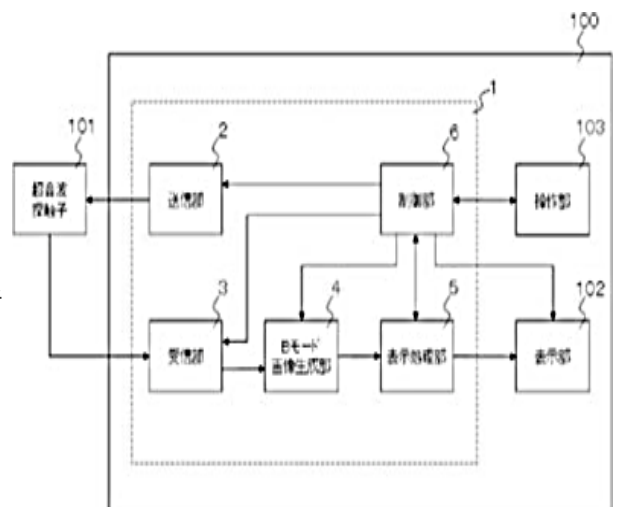 100
1
101
2
6
103
超音波
探触子
送信部
制御部
操作部
3
4
5
102
受信部
Bモード
画像生成部
表示処理部
表示部